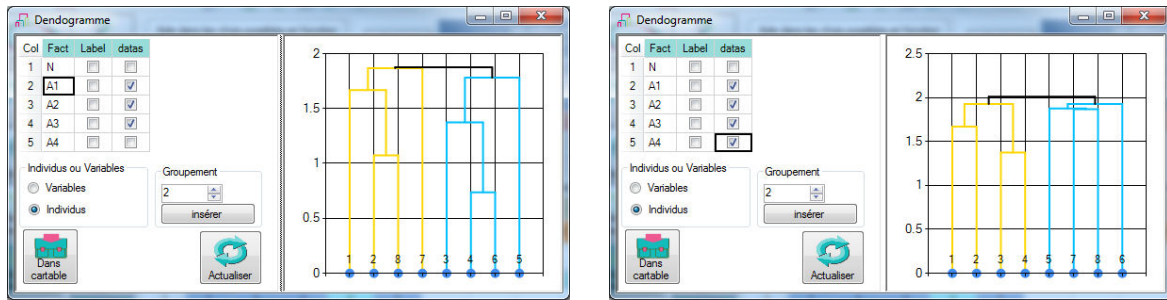 Dendogramme
Col Fact Label datas
1 N
2 A1
3 A2
4 A3
5 A4
Individus ou Variables
Variables
Individus
Groupement
2
insérer
Dans
cartable
Actualiser
2
1.5
1
0.5
0
1 2 8 7 3 4 6 5
Dendogramme
Col Fact Label datas
1 N
2 A1
3 A2
4 A3
5 A4
Individus ou Variables
Variables
Individus
Groupement
2
insérer
Dans
cartable
Actualiser
2.5
2
1.5
1
0.5
0
1 2 3 4 5 7 8 6